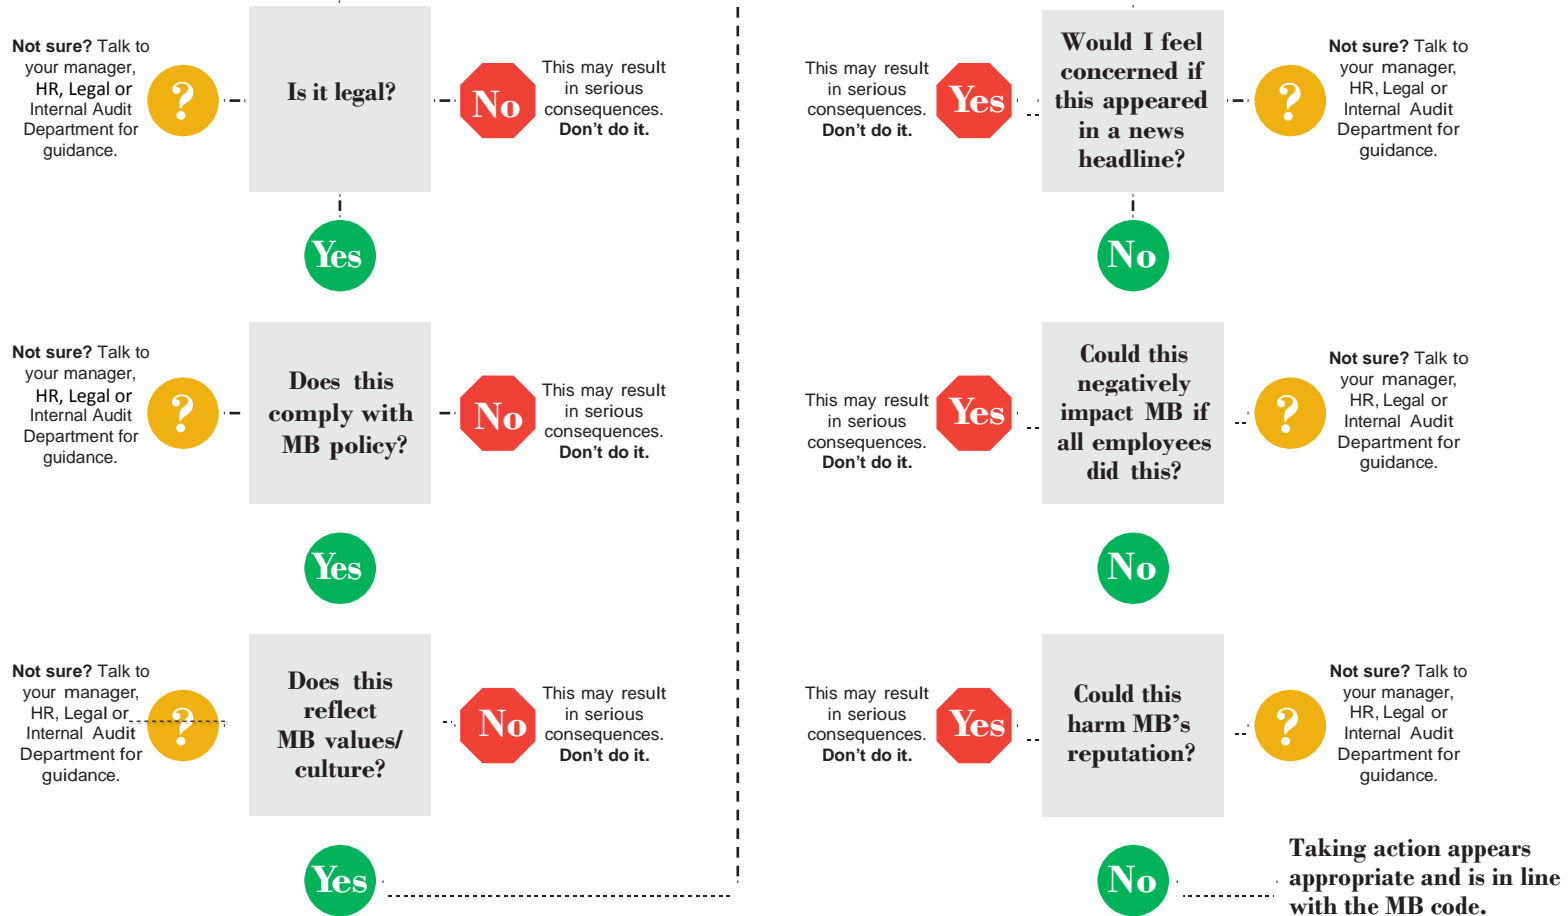 Not sure? Talk to
your manager,
HR, Legal or
Internal Audit
Department for
guidance.
?
Is it legal?
No
This may result
in serious
consequences.
Don't do it.
Yes
Not sure? Talk to
your manager,
HR, Legal or
Internal Audit
Department for
guidance.
?
Does this
comply with
MB policy?
No
This may result
in serious
consequences.
Don't do it.
Yes
Not sure? Talk to
your manager,
HR, Legal or
Internal Audit
Department for
guidance.
?
Does this
reflect
MB values/
culture?
No
This may result
in serious
consequences.
Don't do it.
Yes
This may result
in serious
consequences.
Don't do it.
Yes
Would I feel
concerned if
this appeared
in a news
headline?
?
Not sure? Talk to
your manager,
HR, Legal or
Internal Audit
Department for
guidance.
No
This may result
in serious
consequences.
Don't do it.
Yes
Could this
negatively
impact MB if
all employees
did this?
?
Not sure? Talk to
your manager,
HR, Legal or
Internal Audit
Department for
guidance.
No
This may result
in serious
consequences.
Don't do it.
Yes
Could this
harm MB's
reputation?
?
Not sure? Talk to
your manager,
HR, Legal or
Internal Audit
Department for
guidance.
No
Taking action appears
appropriate and is in line
with the MB code.